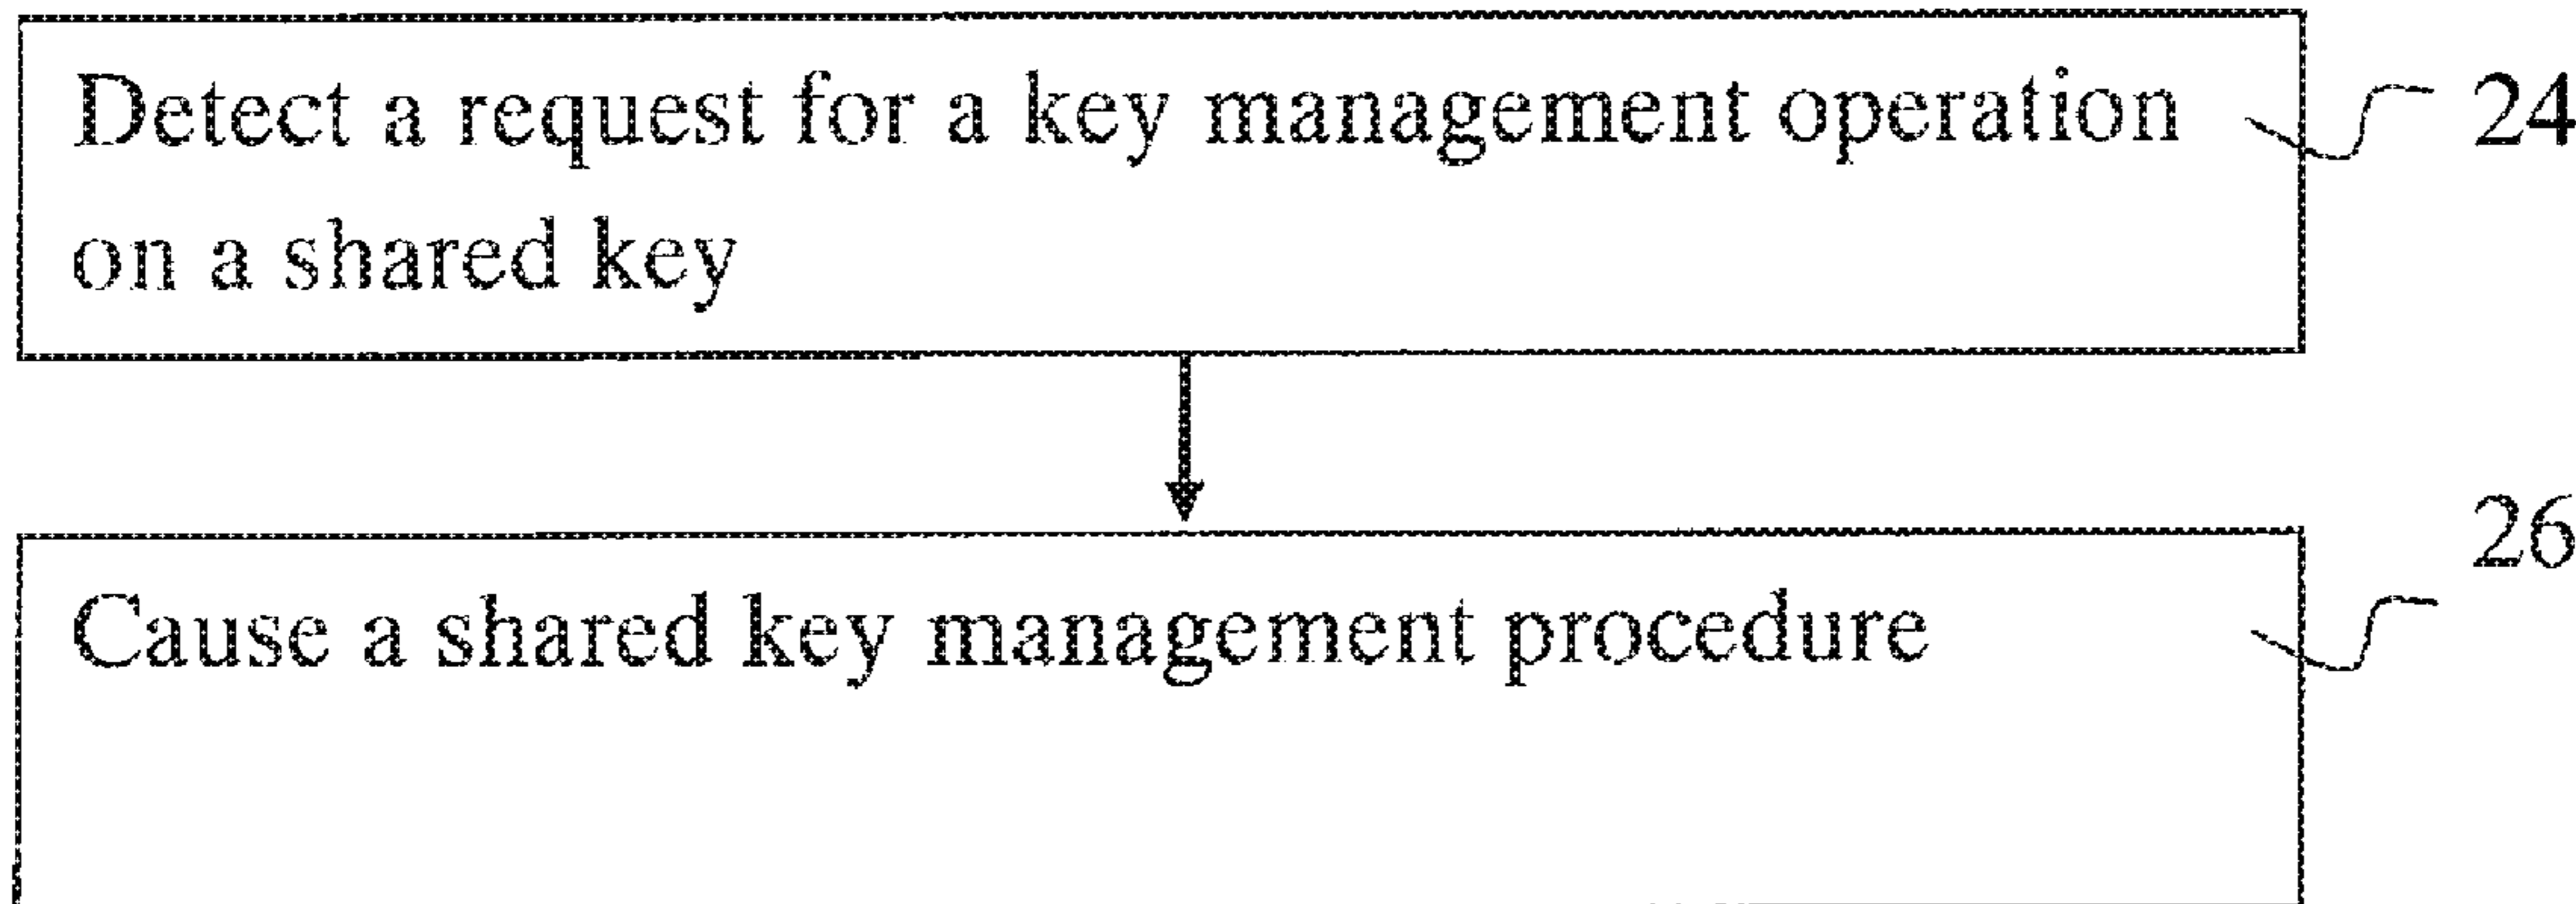 Detect a request for a key management operation
on a shared key
24
26
Cause a shared key management procedure